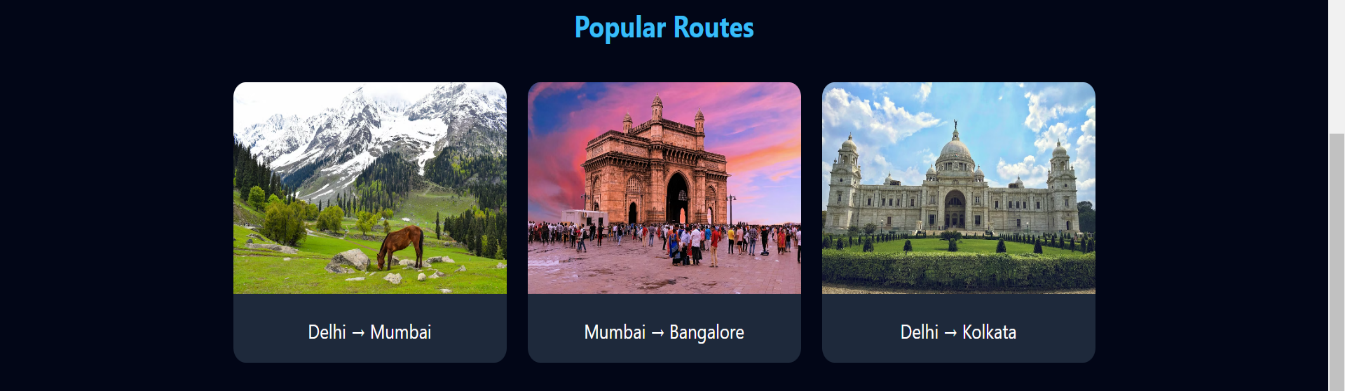 Popular Routes
Delhi → Mumbai
Mumbai → Bangalore
Delhi → Kolkata